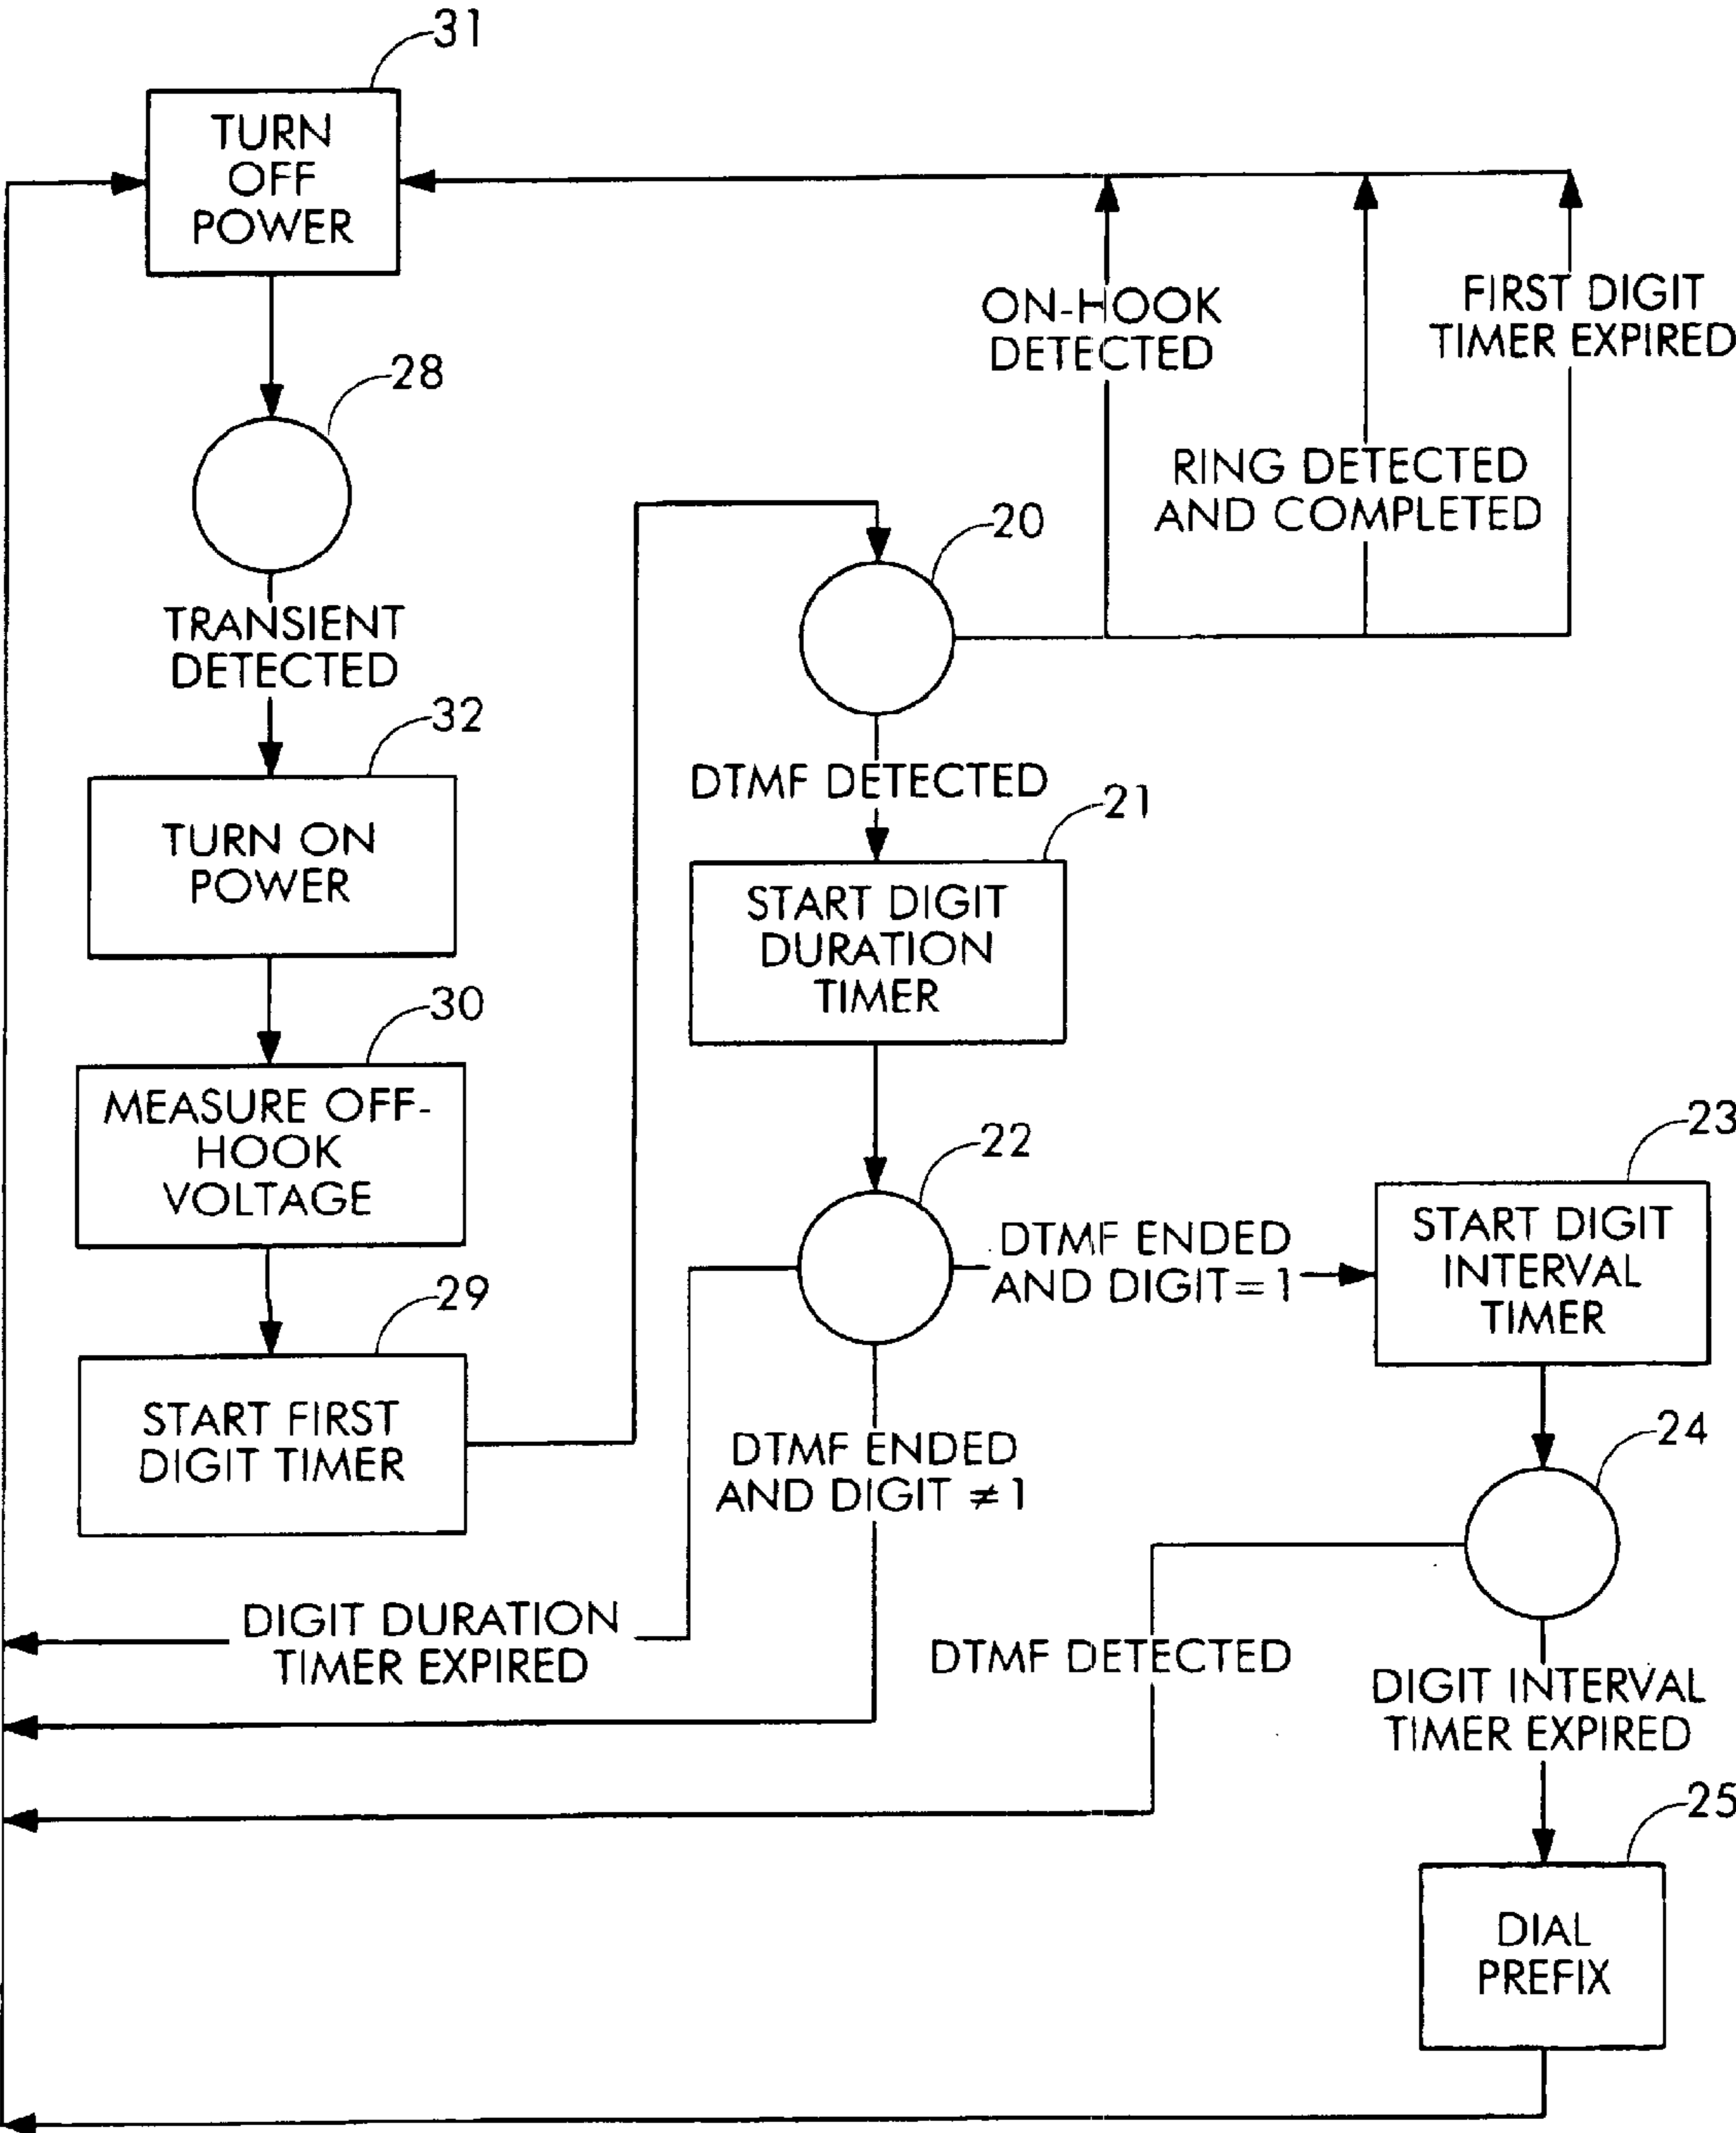 31
TURN
OFF
POWER
28
ON-HOOK
DETECTED
FIRST DIGIT
TIMER EXPIRED
RING DETECTED
AND COMPLETED
20
TRANSIENT
DETECTED
32
TURN ON
POWER
DTMF DETECTED
21
START DIGIT
DURATION
TIMER
30
MEASURE OFF-
HOOK
VOLTAGE
22
DTMF ENDED
AND DIGIT=1
23
START DIGIT
INTERVAL
TIMER
29
START FIRST
DIGIT TIMER
DTMF ENDED
AND DIGIT ≠1
24
DIGIT DURATION
TIMER EXPIRED
DTMF DETECTED
DIGIT INTERVAL
TIMER EXPIRED
25
DIAL
PREFIX